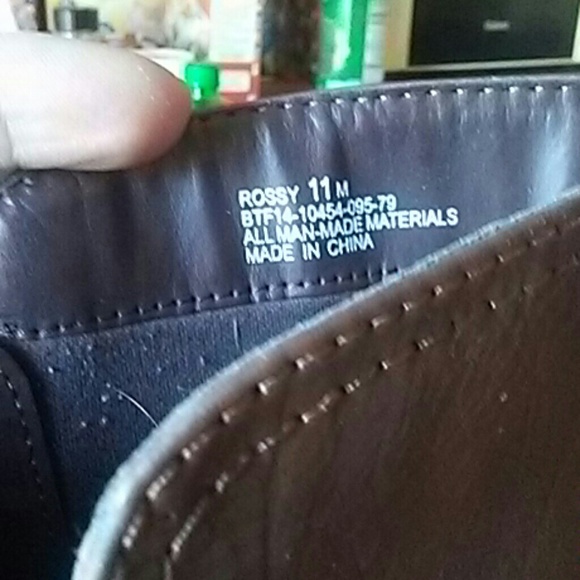 ROSSY 11 M
BTF14-10454-095-79
ALL MAN-MADE MATERIALS
MADE IN CHINA